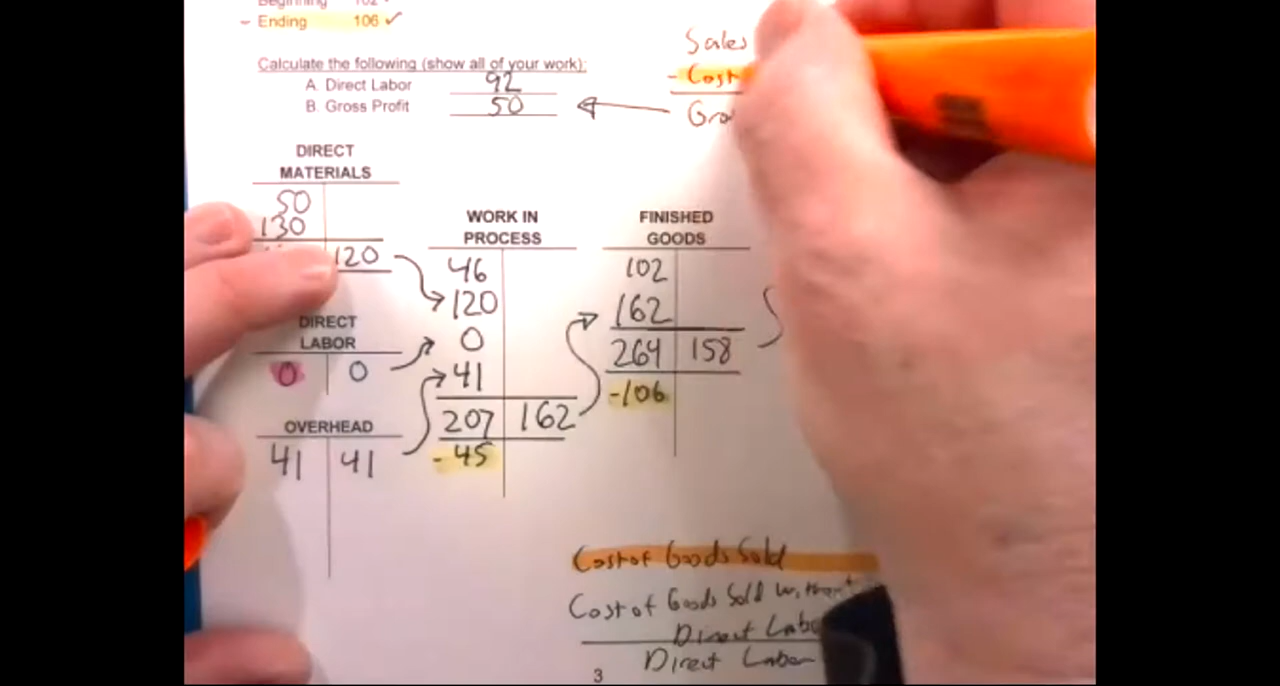 Beginning 102
- Ending 106 ✓
Calculate the following (show all of your work):
A. Direct Labor 92
B. Gross Profit 50
Sales
- Cost
DIRECT
MATERIALS
50
130
120
DIRECT
LABOR
0 0
OVERHEAD
41 41
WORK IN
PROCESS
46
120
0
41
207 162
- 45
FINISHED
GOODS
102
162
264 158
-106
Cost of Goods Sold
Cost of Goods Sold without
Direct
Direct Labor
3